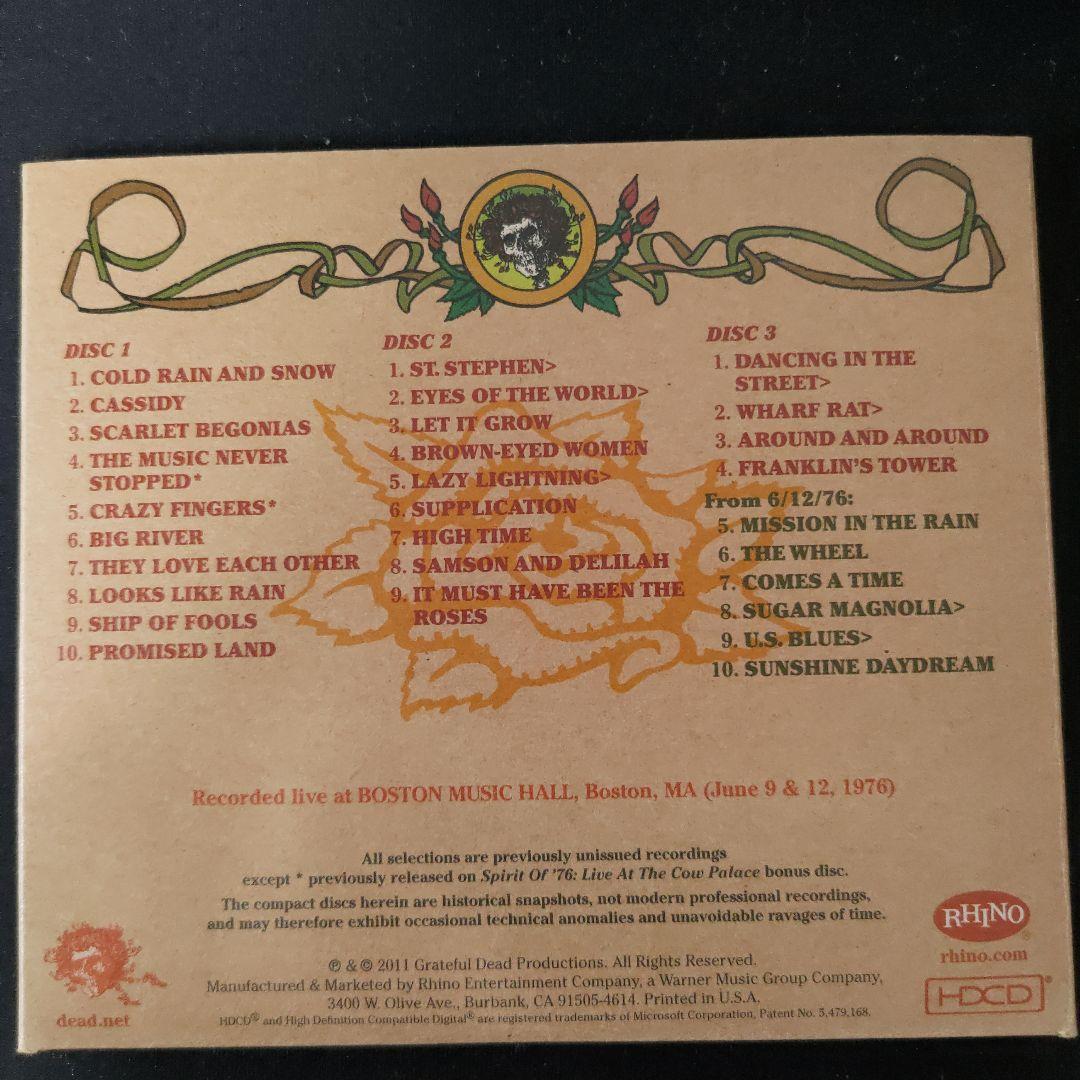 DISC 1
1. COLD RAIN AND SNOW
2. CASSIDY
3. SCARLET BEGONIAS
4. THE MUSIC NEVER
STOPPED*
5. CRAZY FINGERS*
6. BIG RIVER
7. THEY LOVE EACH OTHER
8. LOOKS LIKE RAIN
9. SHIP OF FOOLS
10. PROMISED LAND
DISC 2
1. ST. STEPHEN>
2. EYES OF THE WORLD>
3. LET IT GROW
4. BROWN-EYED WOMEN
5. LAZY LIGHTNING>
6. SUPPLICATION
7. HIGH TIME
8. SAMSON AND DELILAH
9. IT MUST HAVE BEEN THE
ROSES
DISC 3
1. DANCING IN THE
STREET>
2. WHARF RAT>
3. AROUND AND AROUND
4. FRANKLIN'S TOWER
From 6/12/76:
5. MISSION IN THE RAIN
6. THE WHEEL
7. COMES A TIME
8. SUGAR MAGNOLIA>
9. U.S. BLUES>
10. SUNSHINE DAYDREAM
Recorded live at BOSTON MUSIC HALL, Boston, MA (June 9 & 12, 1976)
All selections are previously unissued recordings
except * previously released on Spirit Of '76: Live At The Cow Palace bonus disc.
The compact discs herein are historical snapshots, not modern professional recordings,
and may therefore exhibit occasional technical anomalies and unavoidable ravages of time.
℗ & © 2011 Grateful Dead Productions. All Rights Reserved.
Manufactured & Marketed by Rhino Entertainment Company, a Warner Music Group Company,
3400 W. Olive Ave., Burbank, CA 91505-4614. Printed in U.S.A.
HDCD® and High Definition Compatible Digital® are registered trademarks of Microsoft Corporation, Patent No. 5,479,168.
dead.net
RHINO®
rhino.com
HDCD®